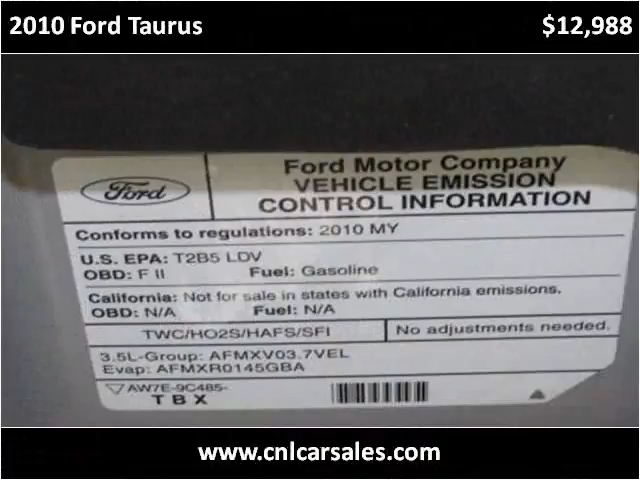 2010 Ford Taurus $12,988
Ford
Ford Motor Company
VEHICLE EMISSION
CONTROL INFORMATION
Conforms to regulations: 2010 MY
U.S. EPA: T2B5 LDV
OBD: F II Fuel: Gasoline
California: Not for sale in states with California emissions.
OBD: N/A Fuel: N/A
TWC/HO2S/HAFS/SFI No adjustments needed.
3.5L-Group: AFMXV03.7VEL
Evap: AFMXR0145GBA
AW7E-9C485-
TBX
www.cnlcarsales.com